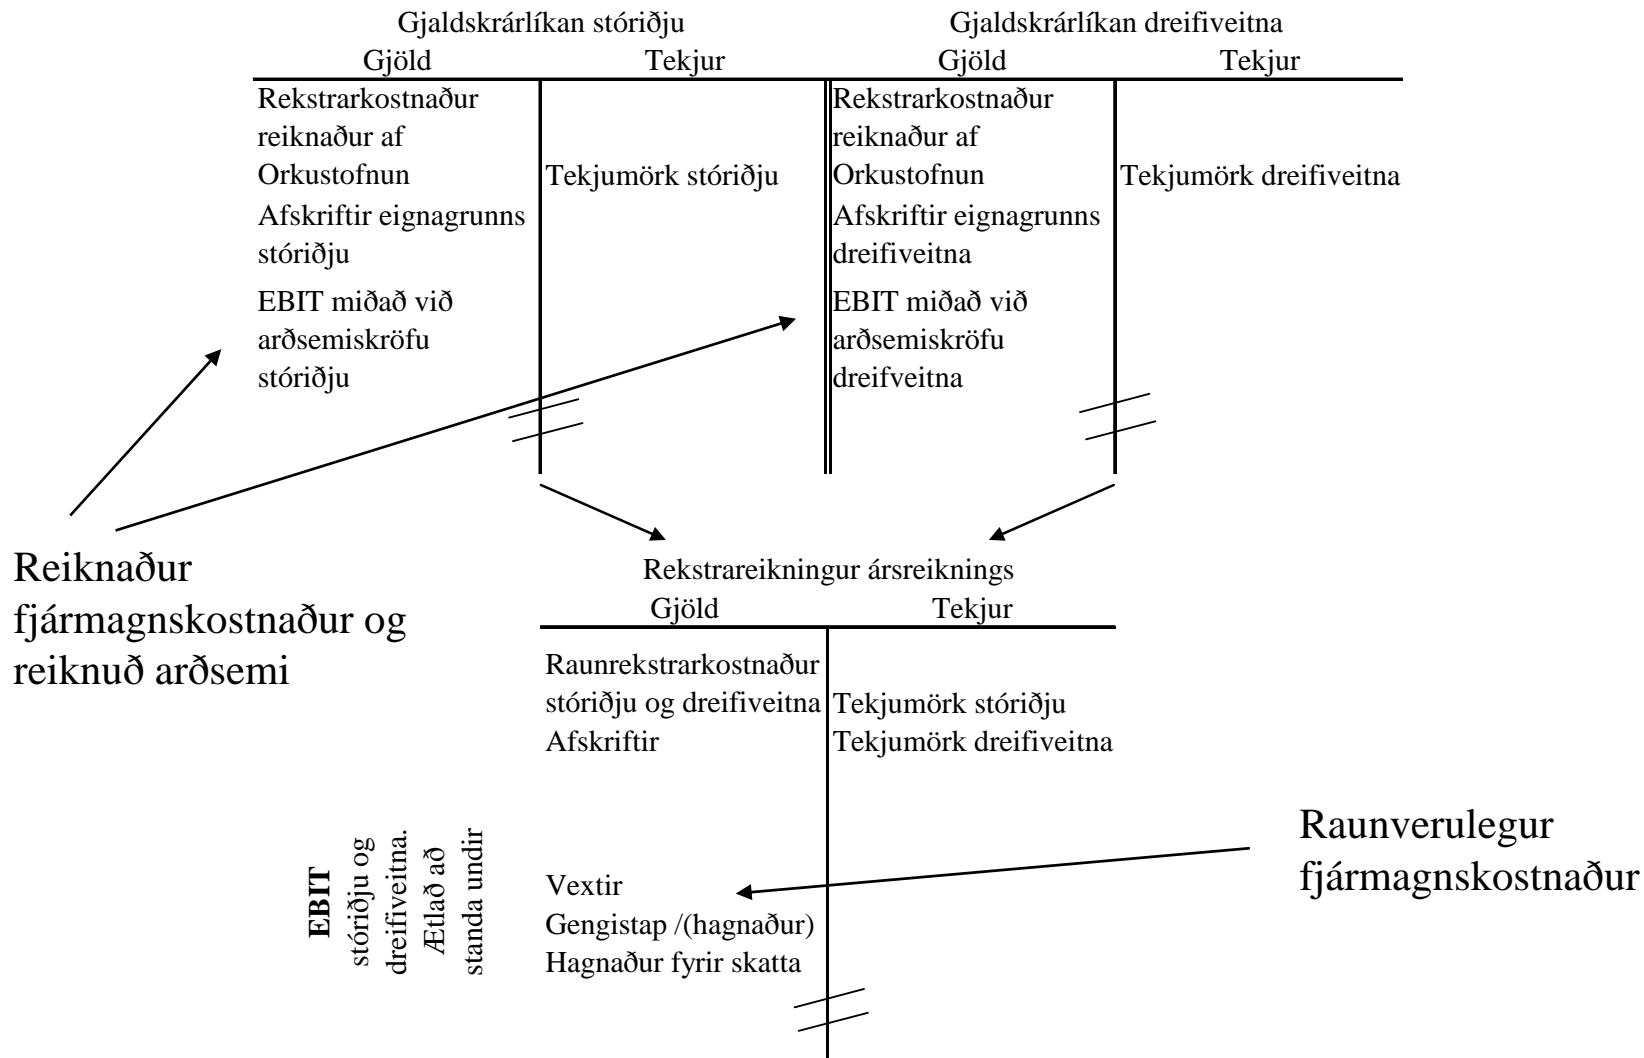 Gjaldskrárlíkan stóriðju
Gjaldskrárlíkan dreifiveitna
Gjöld
Tekjur
Gjöld
Tekjur
Rekstrarkostnaður
reiknaður af
Orkustofnun
Tekjumörk stóriðju
Rekstrarkostnaður
reiknaður af
Orkustofnun
Tekjumörk dreifiveitna
Afskriftir eignagrunns
stóriðju
Afskriftir eignagrunns
dreifiveitna
EBIT miðað við
arðsemiskröfu
stóriðju
EBIT miðað við
arðsemiskröfu
dreifveitna
Reiknaður
fjármagnskostnaður og
reiknuð arðsemi
Rekstrareikningur ársreiknings
Gjöld
Tekjur
Raunrekstrarkostnaður
stóriðju og dreifiveitna
Afskriftir
Tekjumörk stóriðju
Tekjumörk dreifiveitna
EBIT
stóriðju og
dreifiveitna.
Ætlað að
standa undir
Vextir
Gengistap /(hagnaður)
Hagnaður fyrir skatta
Raunverulegur
fjármagnskostnaður